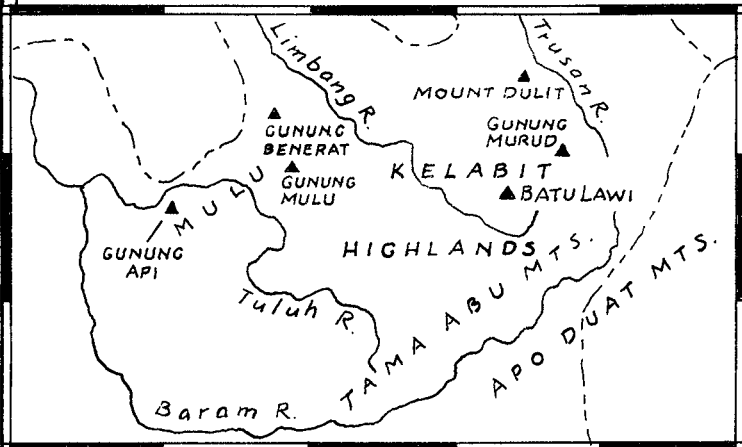 Limbang R.
Trusan R.
MOUNT DULIT
GUNUNG
MURUD
GUNUNG
BENERAT
KELABIT
GUNUNG
MULU
BATU LAWI
MULU
GUNUNG
API
HIGHLANDS
Tuluh R.
TAMA ABU MTS.
APO DUAT MTS.
Baram R.